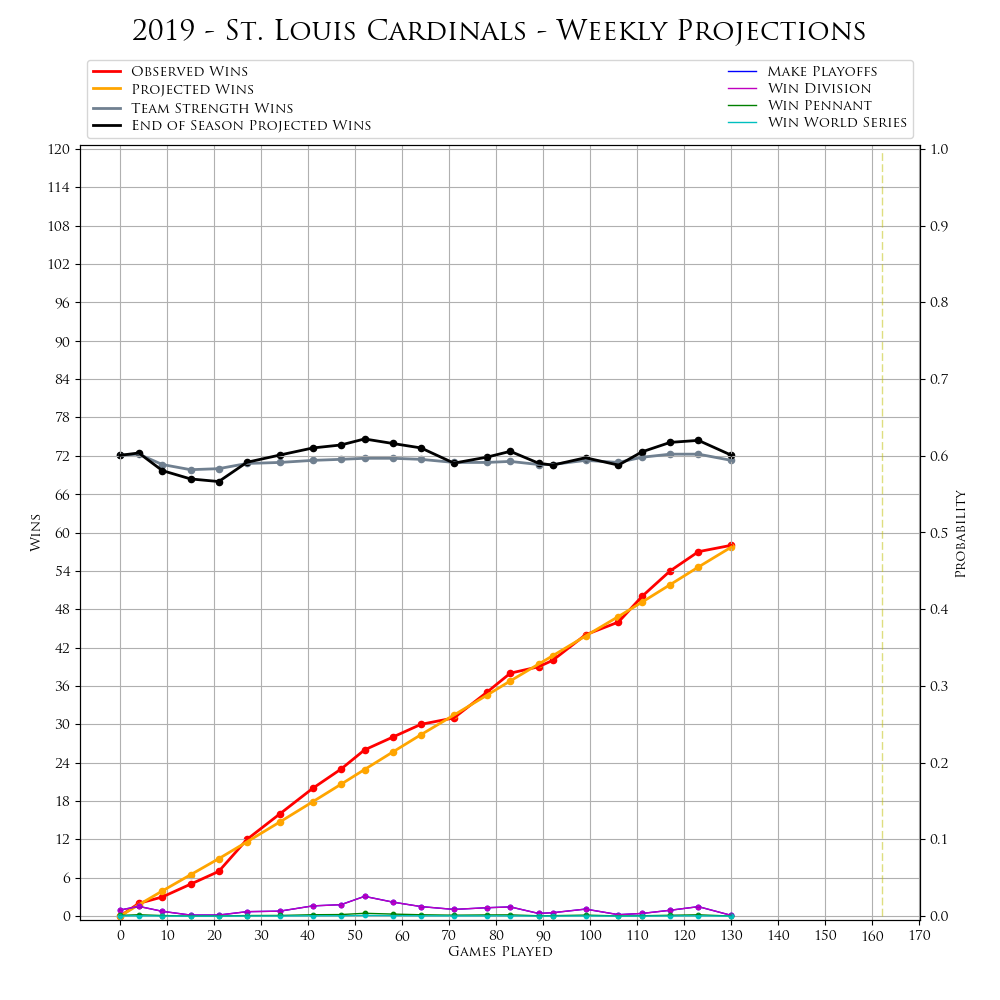 2019 - St. Louis Cardinals - Weekly Projections
Observed Wins
Projected Wins
Team Strength Wins
End of Season Projected Wins
Make Playoffs
Win Division
Win Pennant
Win World Series
120
114
108
102
96
90
84
78
72
66
60
54
48
42
36
30
24
18
12
6
0
Wins
1.0
0.9
0.8
0.7
0.6
0.5
0.4
0.3
0.2
0.1
0.0
Probability
0 10 20 30 40 50 60 70 80 90 100 110 120 130 140 150 160 170
Games Played